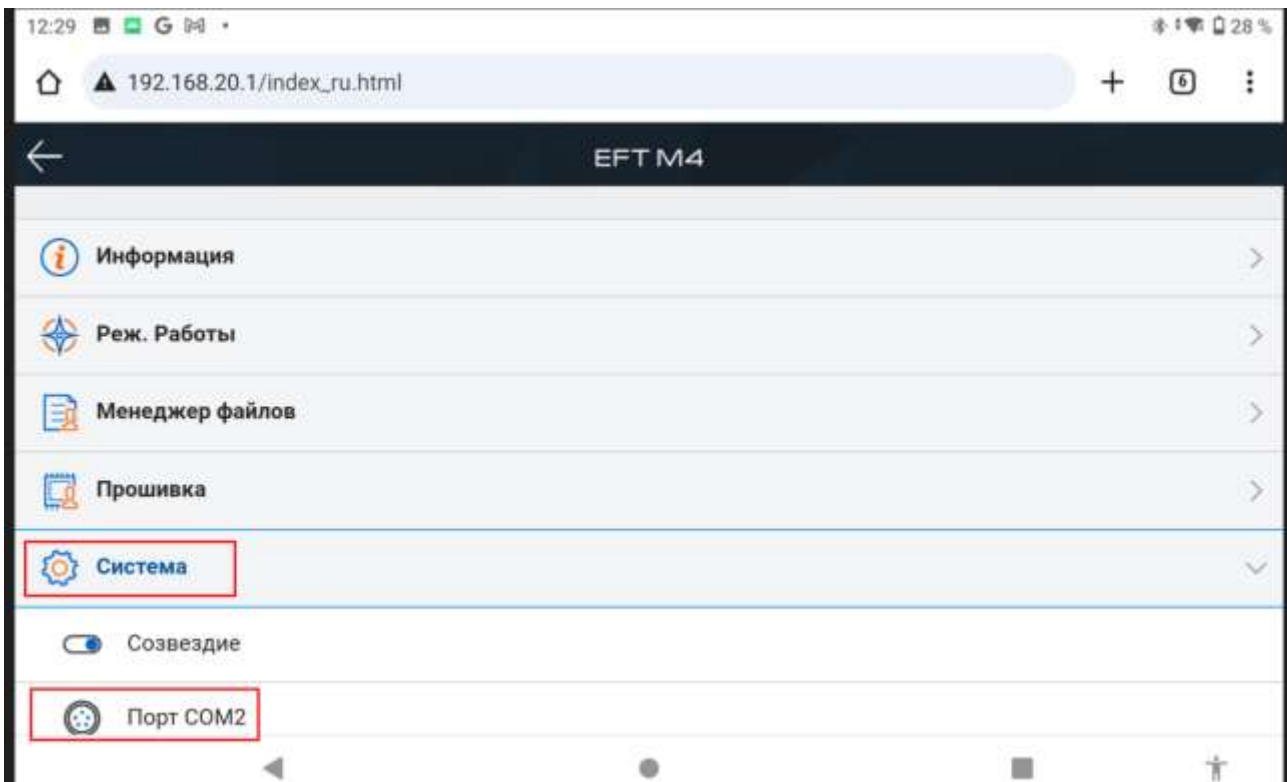 12:29 G 28 %
192.168.20.1/index_ru.html 6
EFT M4
Информация
Реж. Работы
Менеджер файлов
Прошивка
Система
Созвездие
Порт COM2